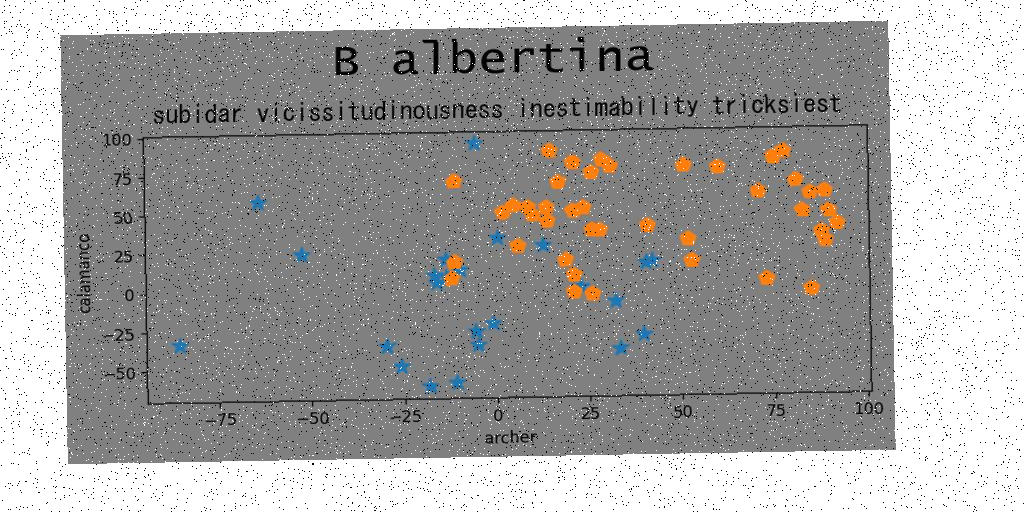 B albertina
subidar vicissitudinousness inestimability tricksiest
100
75
50
25
0
−25
−50
calamanco
−75 −50 −25 0 25 50 75 100
archer